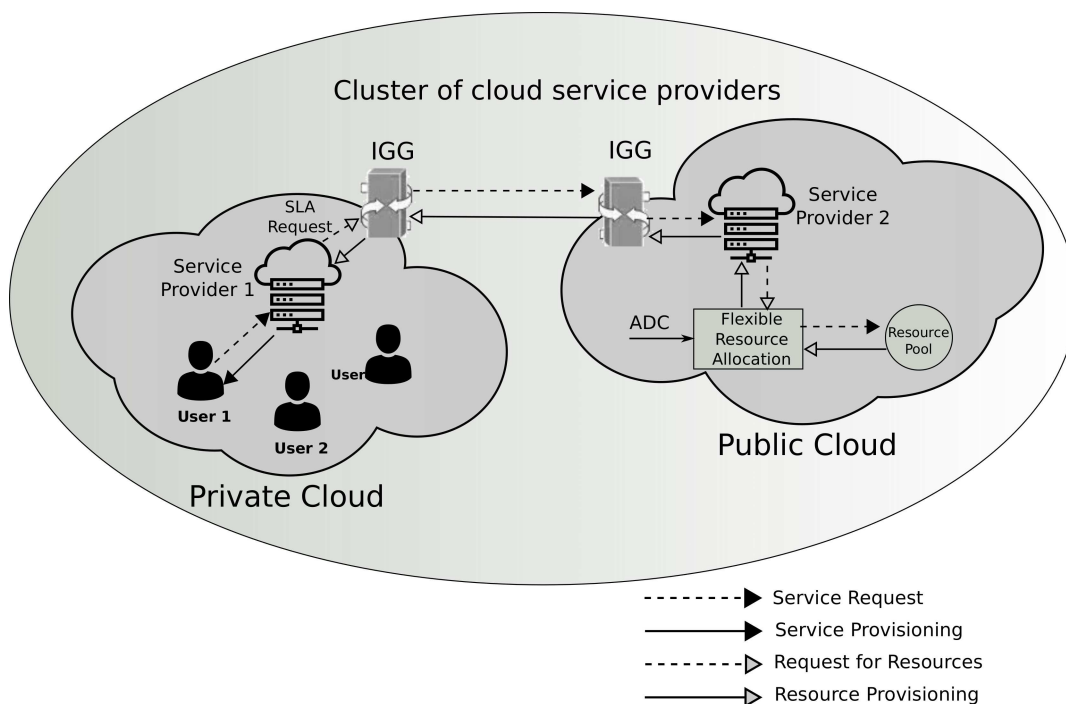 Cluster of cloud service providers
IGG
IGG
SLA
Request
Service
Provider 1
User 1
User 2
User
Private Cloud
Service
Provider 2
ADC
Flexible
Resource
Allocation
Resource
Pool
Public Cloud
Service Request
Service Provisioning
Request for Resources
Resource Provisioning